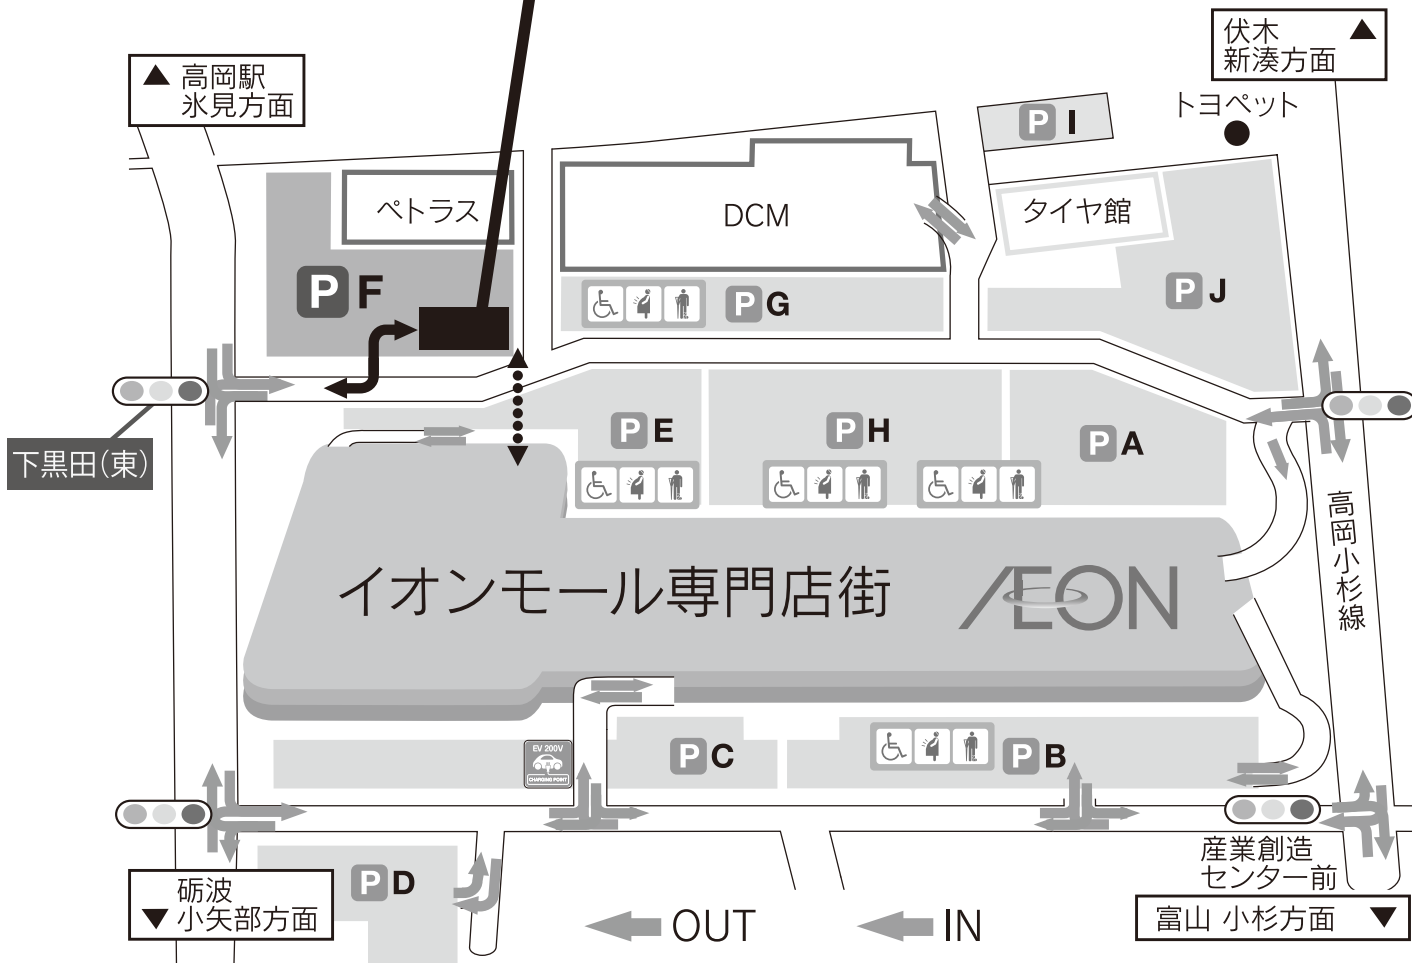 伏木
新湊方面 ▲
▲ 高岡駅
氷見方面
トヨペット
P I
ペトラス
DCM
タイヤ館
P F
P G
P J
下黒田(東)
P E
P H
P A
高岡小杉線
イオンモール専門店街
ÆON
EV 200V
CHARGING POINT
P C
P B
産業創造
センター前
P D
砺波
▼ 小矢部方面
OUT
IN
富山 小杉方面 ▼